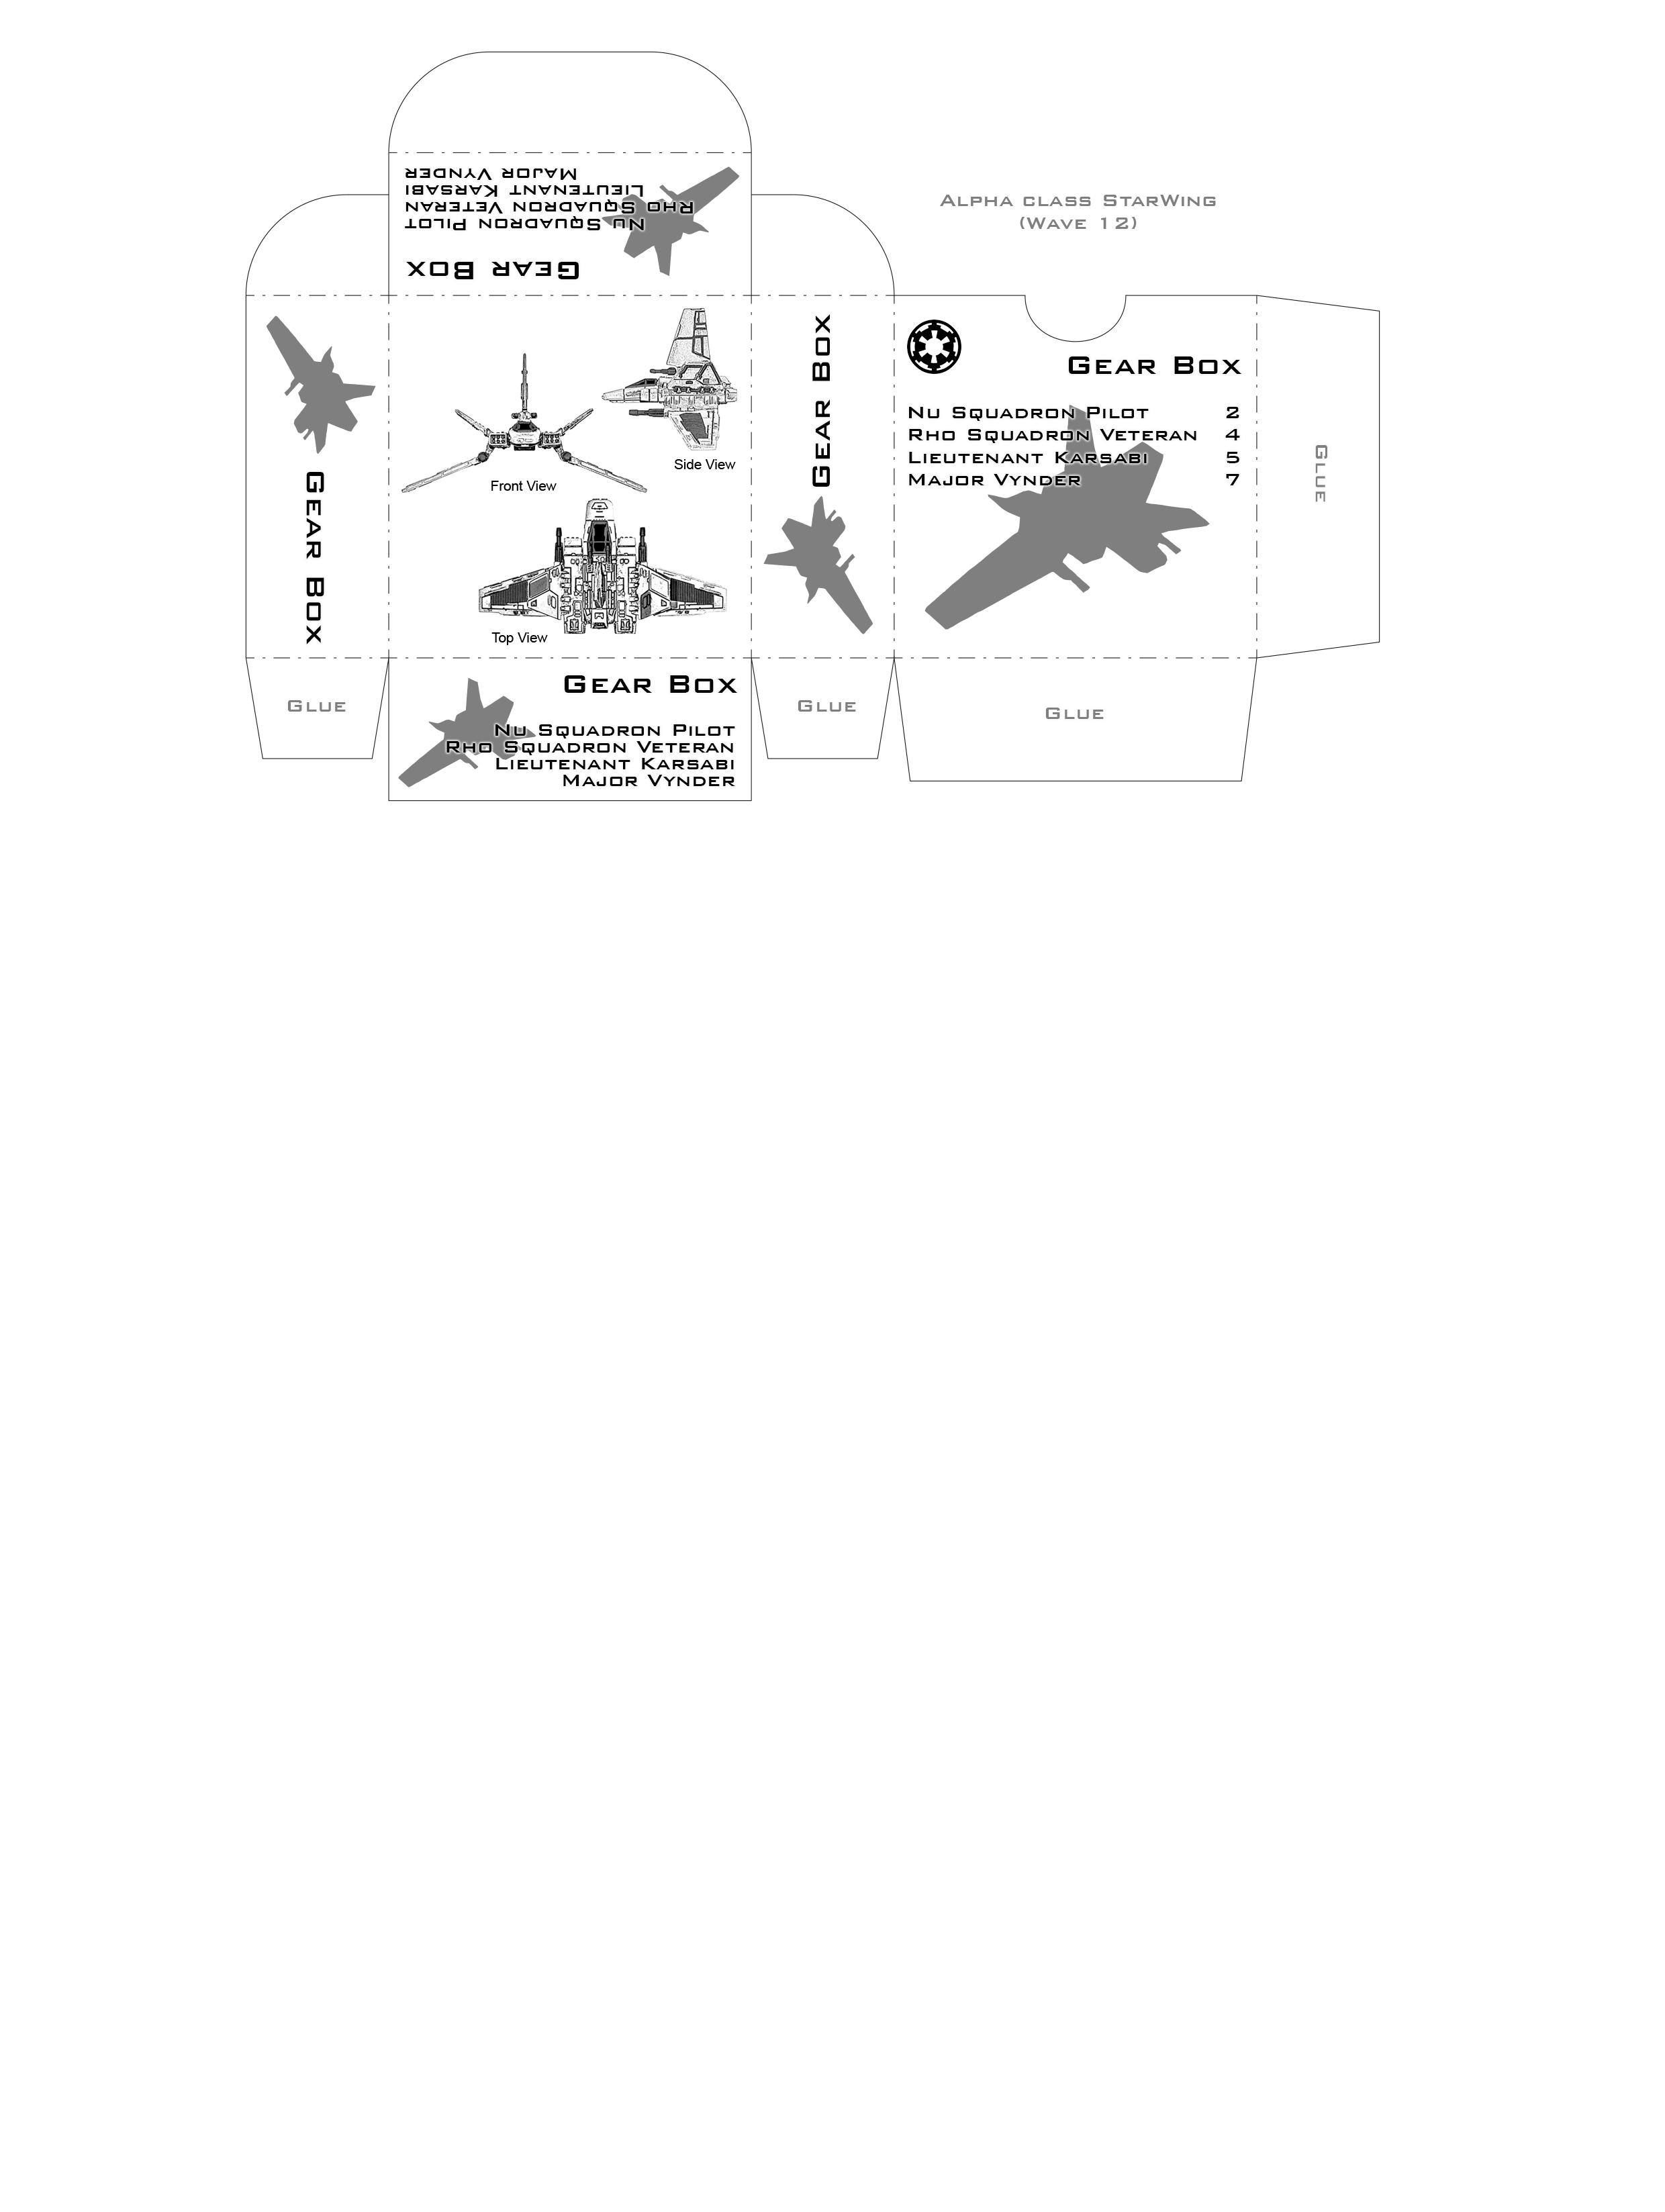 Major Vynder
Lieutenant Karsabi
Rho Squadron Veteran
Nu Squadron Pilot
Gear Box
Alpha class StarWing
(Wave 12)
Gear Box
Side View
Front View
Top View
Gear Box
Gear Box
Nu Squadron Pilot 2
Rho Squadron Veteran 4
Lieutenant Karsabi 5
Major Vynder 7
Glue
Glue
Gear Box
Nu Squadron Pilot
Rho Squadron Veteran
Lieutenant Karsabi
Major Vynder
Glue
Glue